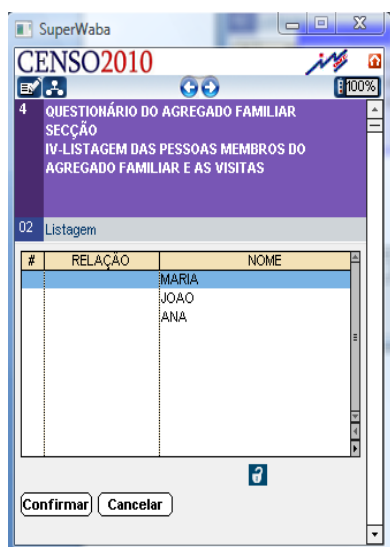 SuperWaba
CENSO2010
100%
4 QUESTIONÁRIO DO AGREGADO FAMILIAR
SECÇÃO
IV-LISTAGEM DAS PESSOAS MEMBROS DO
AGREGADO FAMILIAR E AS VISITAS
02 Listagem
# RELAÇÃO NOME
MARIA
JOAO
ANA
Confirmar Cancelar